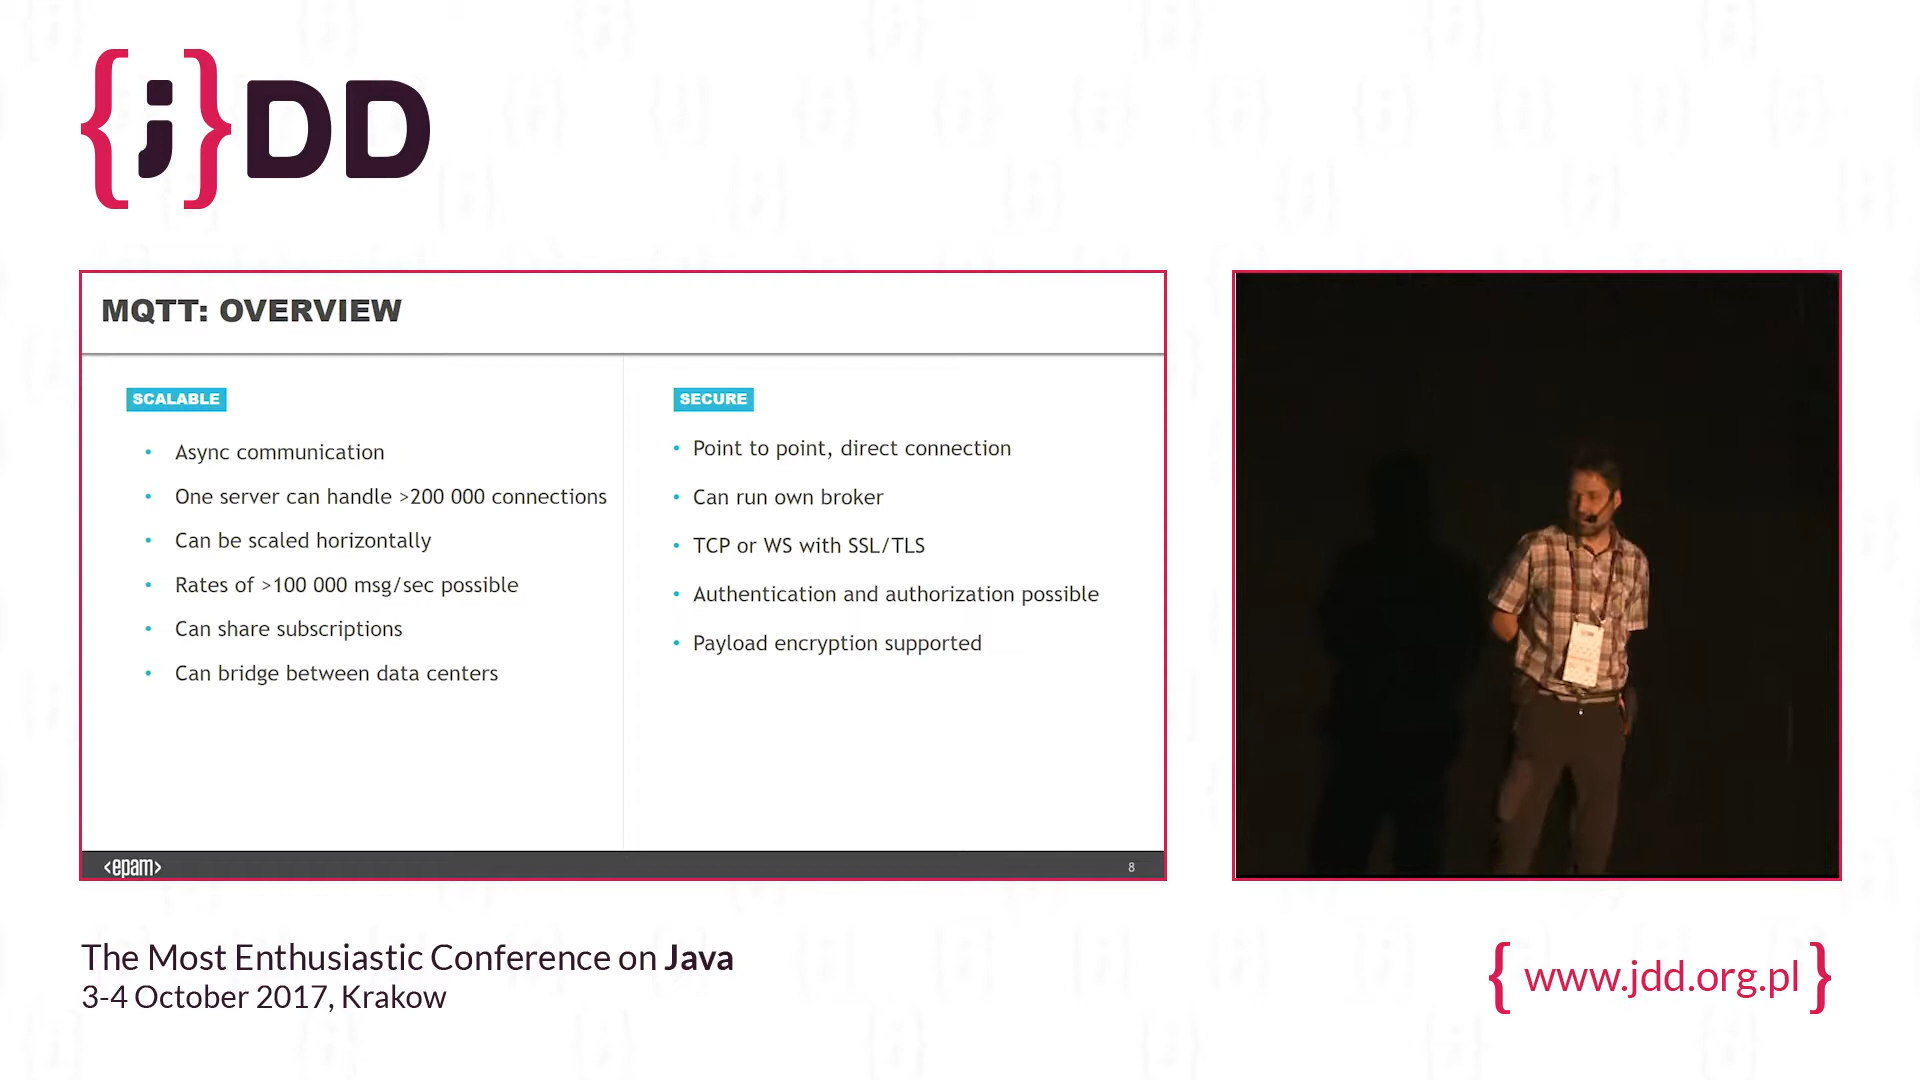 {;}DD
MQTT: OVERVIEW
SCALABLE
• Async communication
• One server can handle >200 000 connections
• Can be scaled horizontally
• Rates of >100 000 msg/sec possible
• Can share subscriptions
• Can bridge between data centers
SECURE
• Point to point, direct connection
• Can run own broker
• TCP or WS with SSL/TLS
• Authentication and authorization possible
• Payload encryption supported
<epam>
8
The Most Enthusiastic Conference on Java
3-4 October 2017, Krakow
{ www.jdd.org.pl }